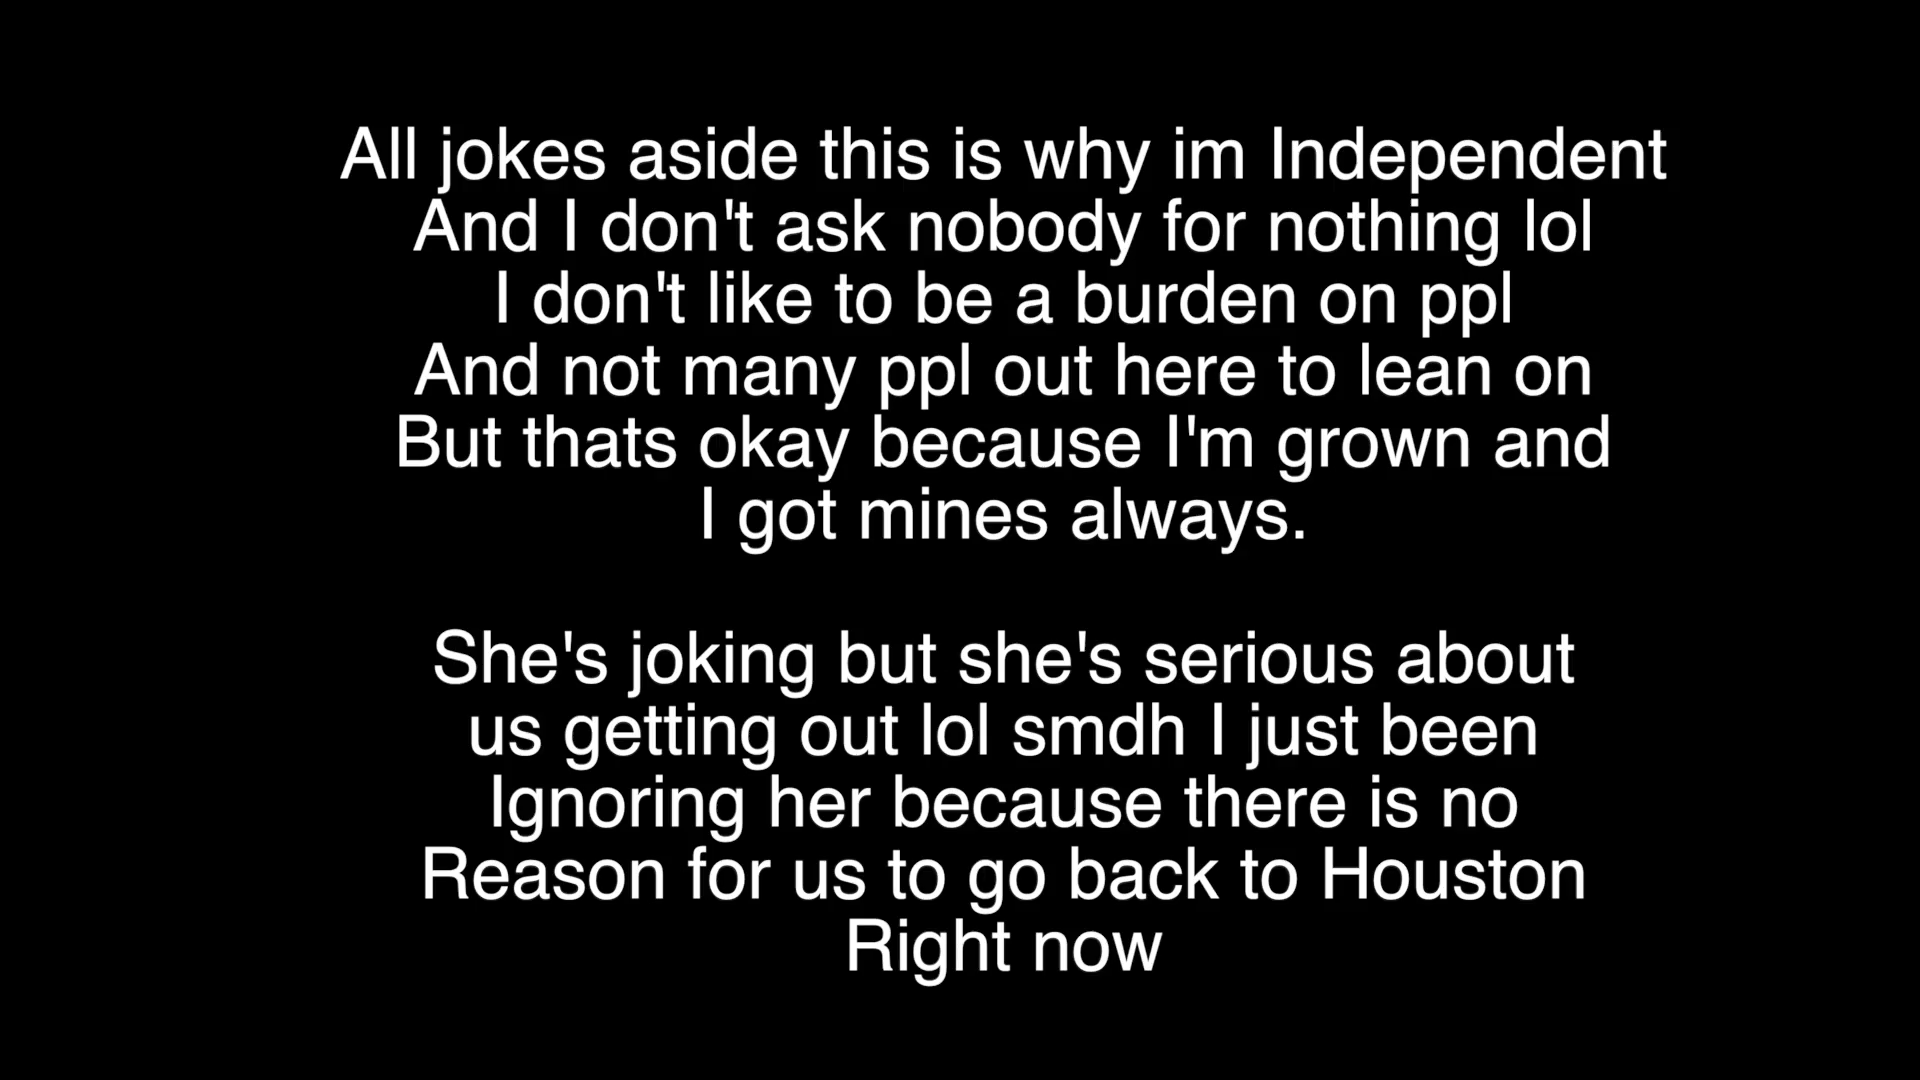 All jokes aside this is why im Independent
And I don't ask nobody for nothing lol
I don't like to be a burden on ppl
And not many ppl out here to lean on
But thats okay because I'm grown and
I got mines always.
She's joking but she's serious about
us getting out lol smdh I just been
Ignoring her because there is no
Reason for us to go back to Houston
Right now